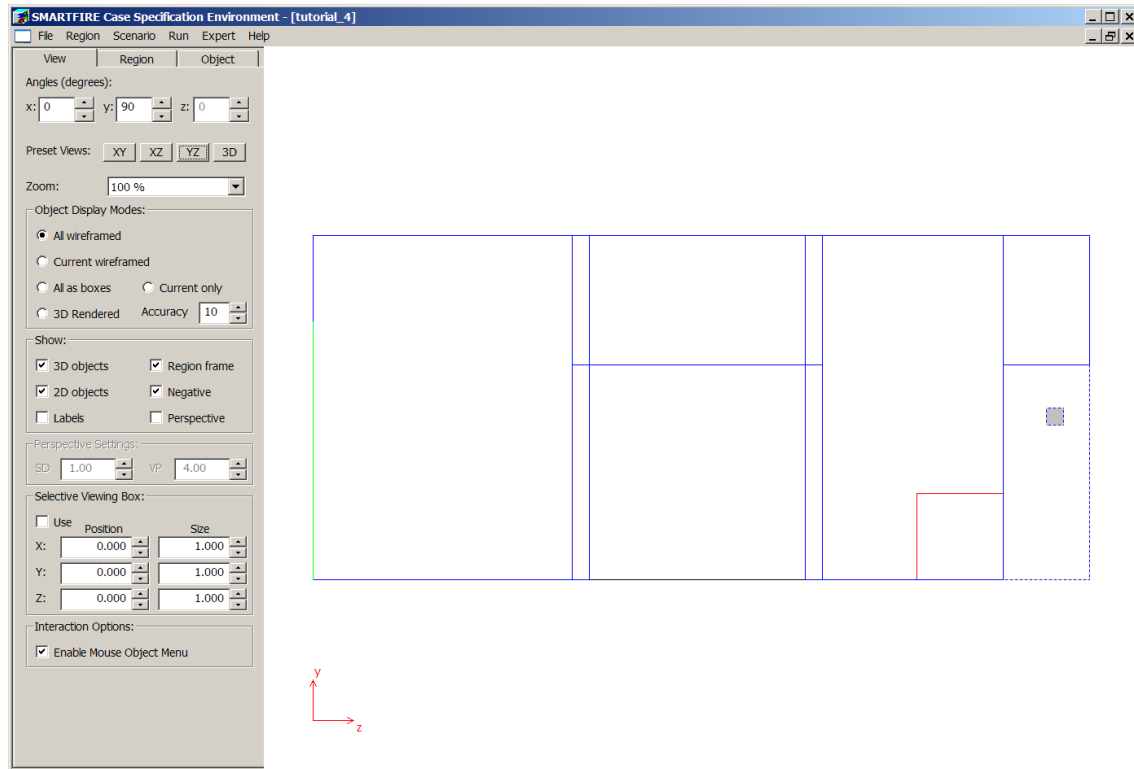 SMARTFIRE Case Specification Environment - [tutorial_4]
File Region Scenario Run Expert Help
View Region Object
Angles (degrees):
x: 0 y: 90 z: 0
Preset Views: XY XZ YZ 3D
Zoom: 100 %
Object Display Modes:
All wireframed
Current wireframed
All as boxes Current only
3D Rendered Accuracy 10
Show:
3D objects Region frame
2D objects Negative
Labels Perspective
Perspective Settings:
SD 1.00 VP 4.00
Selective Viewing Box:
Use Position Size
X: 0.000 1.000
Y: 0.000 1.000
Z: 0.000 1.000
Interaction Options:
Enable Mouse Object Menu
y
z